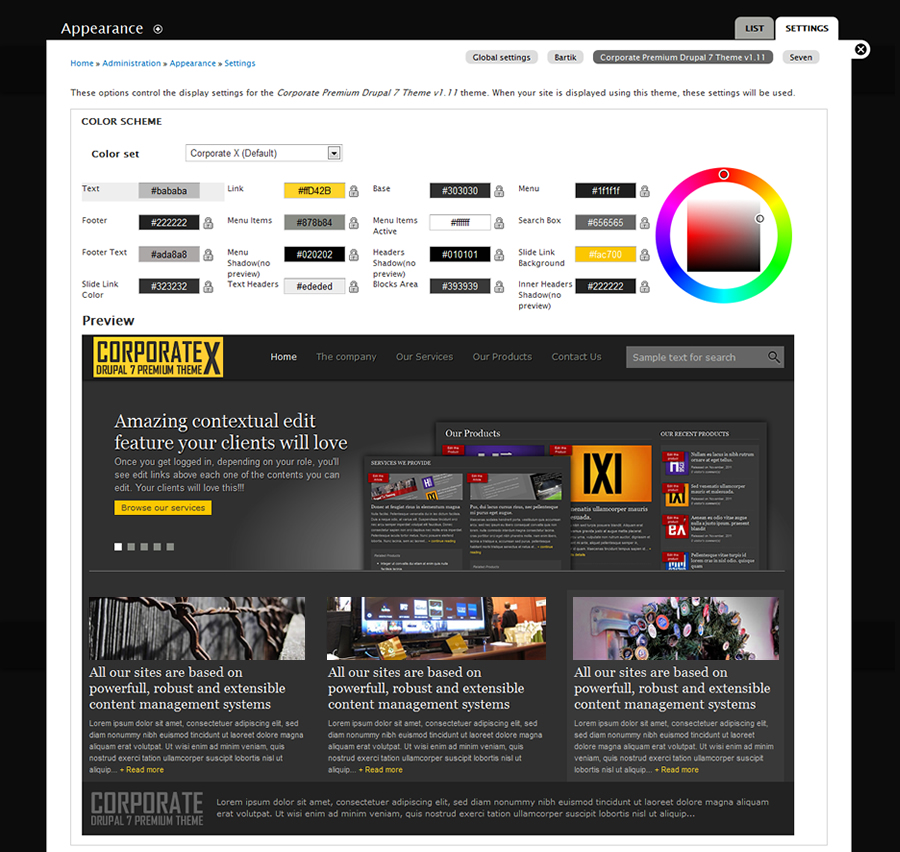 Appearance
LIST
SETTINGS
Home » Administration » Appearance » Settings
Global settings
Bartik
Corporate Premium Drupal 7 Theme v1.11
Seven
These options control the display settings for the Corporate Premium Drupal 7 Theme v1.11 theme. When your site is displayed using this theme, these settings will be used.
COLOR SCHEME
Color set
Corporate X (Default)
Text #bababa
Link #ffD42B
Base #303030
Menu #1f1f1f
Footer #222222
Menu Items #878b84
Menu Items Active #ffffff
Search Box #656565
Footer Text #ada8a8
Menu Shadow(no preview) #020202
Headers Shadow(no preview) #010101
Slide Link Background #fac700
Slide Link Color #323232
Text Headers #ededed
Blocks Area #393939
Inner Headers Shadow(no preview) #222222
Preview
CORPORATEX
DRUPAL 7 PREMIUM THEME
Home
The company
Our Services
Our Products
Contact Us
Sample text for search
Amazing contextual edit
feature your clients will love
Once you get logged in, depending on your role, you'll
see edit links above each one of the contents you can
edit. Your clients will love this!!!
Browse our services
Our Products
OUR RECENT PRODUCTS
SERVICES WE PROVIDE
All our sites are based on
powerfull, robust and extensible
content management systems
Lorem ipsum dolor sit amet, consectetuer adipiscing elit, sed
diam nonummy nibh euismod tincidunt ut laoreet dolore magna
aliquam erat volutpat. Ut wisi enim ad minim veniam, quis
nostrud exerci tation ullamcorper suscipit lobortis nisl ut
aliquip... + Read more
All our sites are based on
powerfull, robust and extensible
content management systems
Lorem ipsum dolor sit amet, consectetuer adipiscing elit, sed
diam nonummy nibh euismod tincidunt ut laoreet dolore magna
aliquam erat volutpat. Ut wisi enim ad minim veniam, quis
nostrud exerci tation ullamcorper suscipit lobortis nisl ut
aliquip... + Read more
All our sites are based on
powerfull, robust and extensible
content management systems
Lorem ipsum dolor sit amet, consectetuer adipiscing elit, sed
diam nonummy nibh euismod tincidunt ut laoreet dolore magna
aliquam erat volutpat. Ut wisi enim ad minim veniam, quis
nostrud exerci tation ullamcorper suscipit lobortis nisl ut
aliquip... + Read more
CORPORATE
DRUPAL 7 PREMIUM THEME
Lorem ipsum dolor sit amet, consectetuer adipiscing elit, sed diam nonummy nibh euismod tincidunt ut laoreet dolore magna aliquam
erat volutpat. Ut wisi enim ad minim veniam, quis nostrud exerci tation ullamcorper suscipit lobortis nisl ut aliquip...